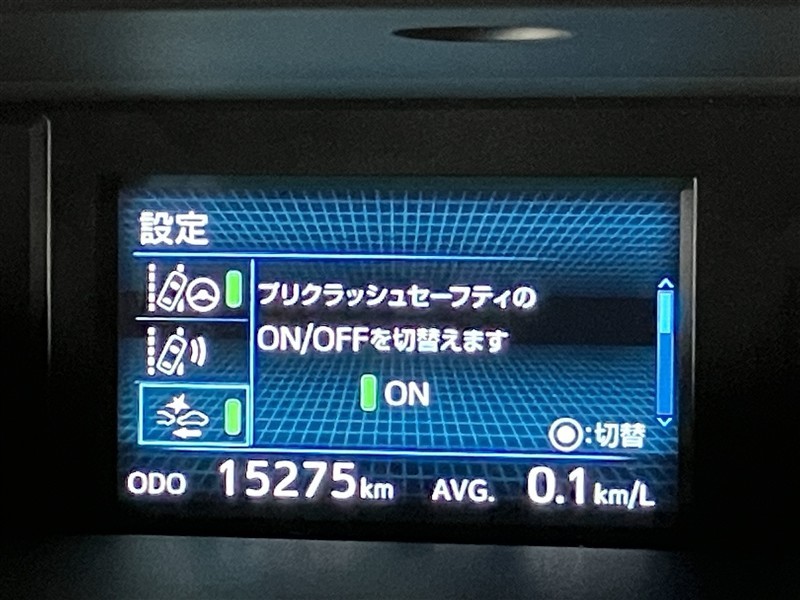 設定
プリクラッシュセーフティの
ON/OFFを切替えます
ON
◉:切替
ODO 15275km AVG. 0.1km/L